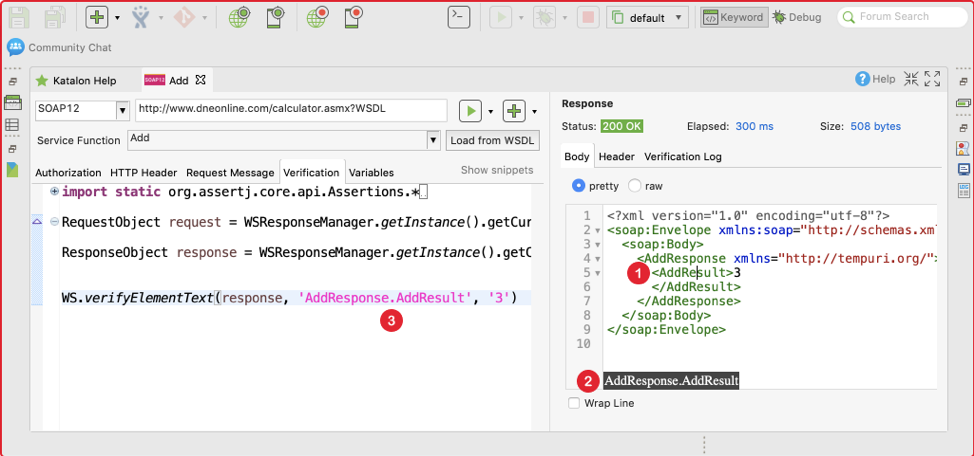 default
Keyword
Debug
Forum Search
Community Chat
Katalon Help
SOAP12
Add
Help
SOAP12
http://www.dneonline.com/calculator.asmx?WSDL
Service Function
Add
Load from WSDL
Authorization
HTTP Header
Request Message
Verification
Variables
Show snippets
import static org.assertj.core.api.Assertions.*
RequestObject request = WSResponseManager.getInstance().getCur
ResponseObject response = WSResponseManager.getInstance().getC
WS.verifyElementText(response, 'AddResponse.AddResult', '3')
3
Response
Status: 200 OK
Elapsed: 300 ms
Size: 508 bytes
Body
Header
Verification Log
pretty
raw
1 <?xml version="1.0" encoding="utf-8"?>
2 <soap:Envelope xmlns:soap="http://schemas.xml
3 <soap:Body>
4 <AddResponse xmlns="http://tempuri.org/">
5 <AddResult>3
1
6 </AddResult>
7 </AddResponse>
8 </soap:Body>
9 </soap:Envelope>
10
2 AddResponse.AddResult
Wrap Line